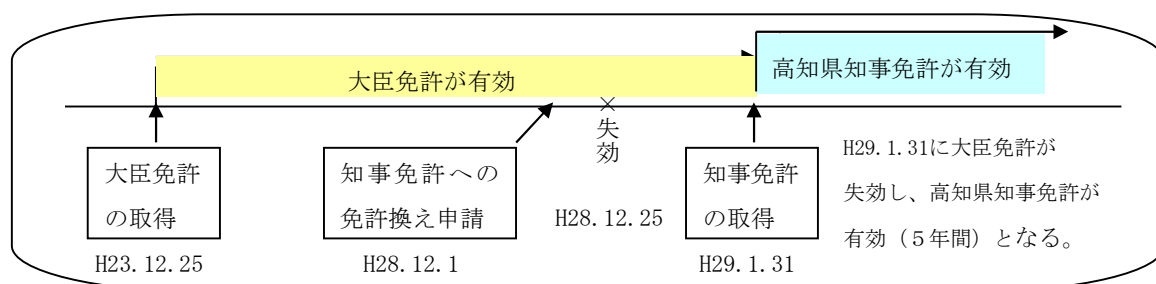 大臣免許が有効
高知県知事免許が有効
×
失効
大臣免許
の取得
知事免許への
免許換え申請
H28.12.25
知事免許
の取得
H29.1.31に大臣免許が
失効し、高知県知事免許が
有効（５年間）となる。
H23.12.25
H28.12.1
H29.1.31